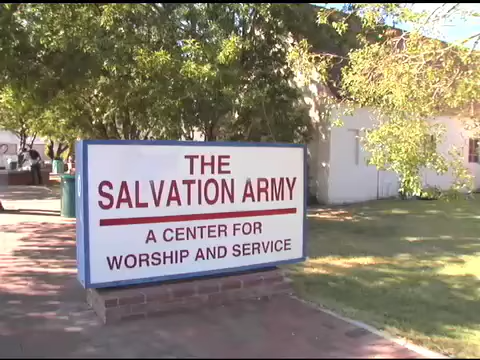 THE
SALVATION ARMY
A CENTER FOR
WORSHIP AND SERVICE